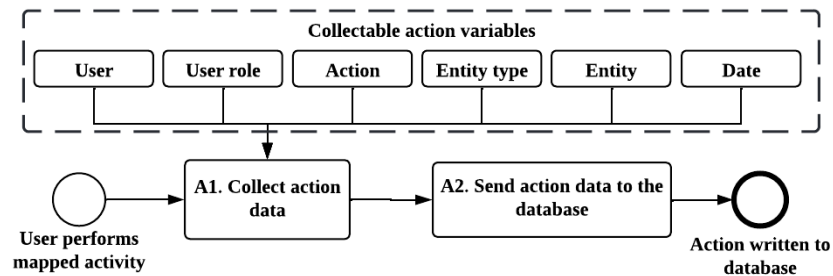 Collectable action variables
User
User role
Action
Entity type
Entity
Date
A1. Collect action
data
A2. Send action data to the
database
User performs
mapped activity
Action written to
database